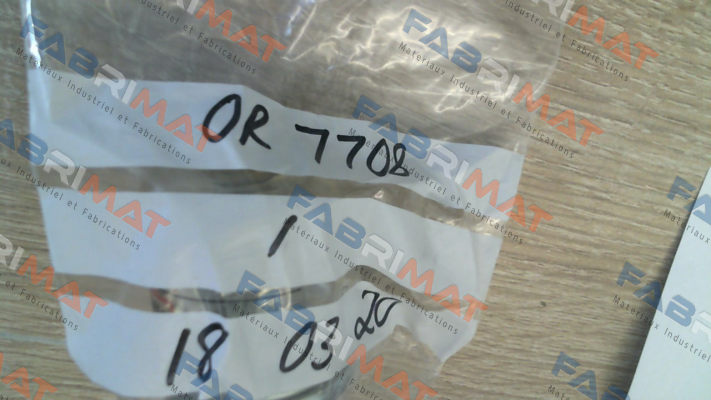 OR 7708
1
18 03 20
FABRIMAT
Materiaux Industriel et Fabrications